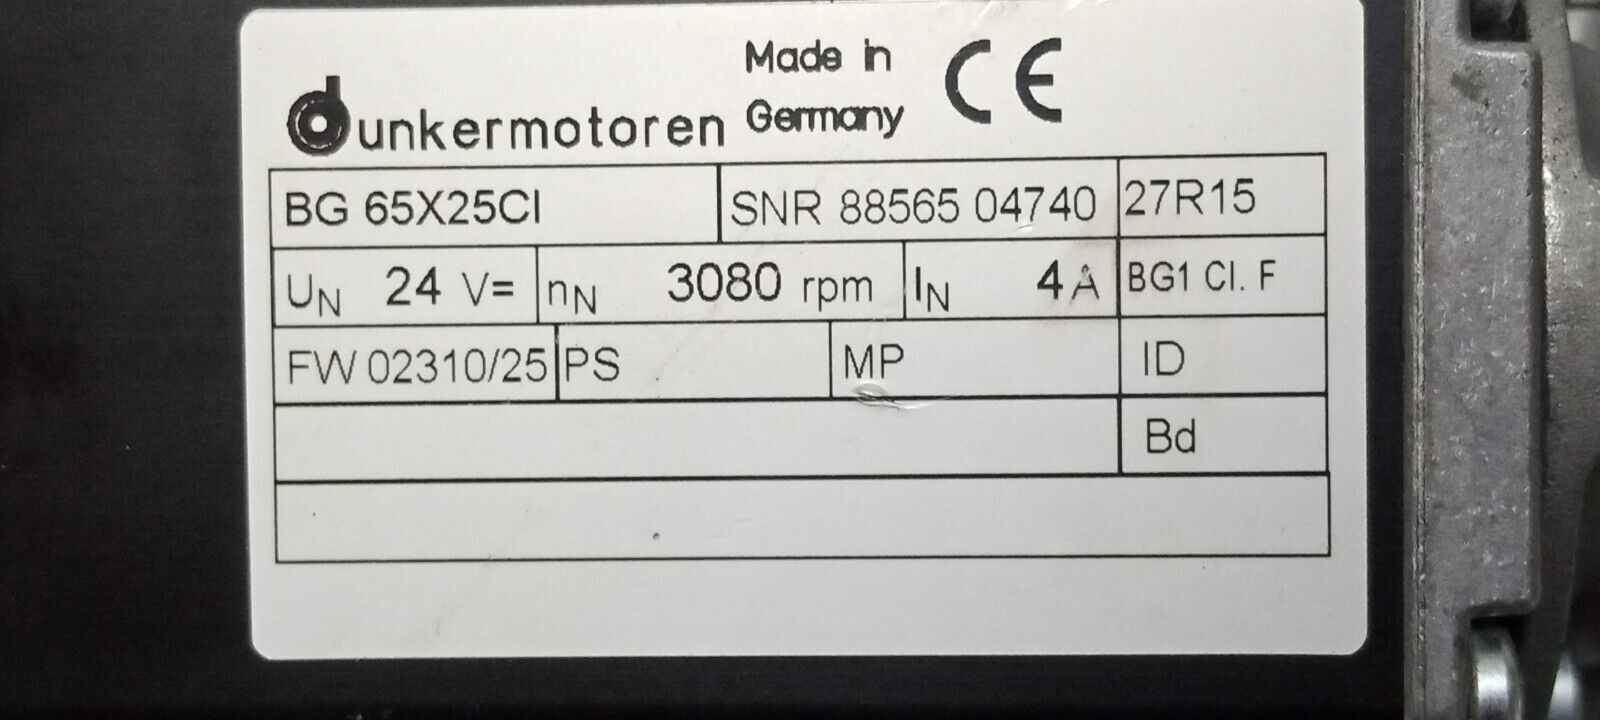 dunkermotoren Made in Germany CE
BG 65X25CI SNR 88565 04740 27R15
UN 24 V= nN 3080 rpm IN 4 A BG1 Cl. F
FW 02310/25 PS MP ID
Bd